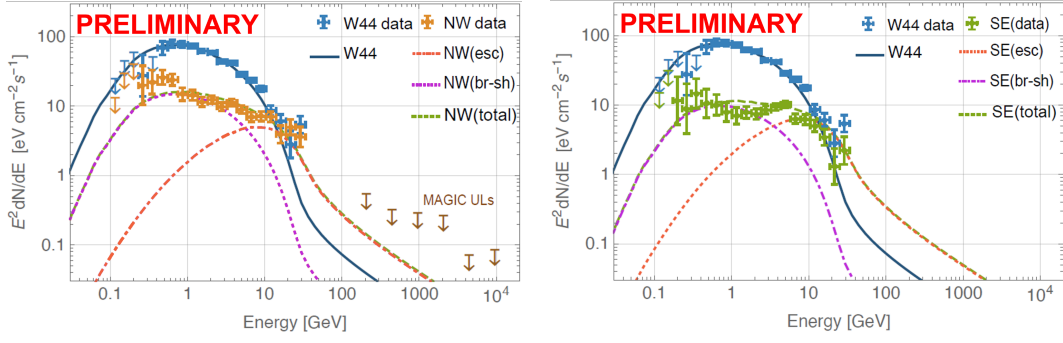 PRELIMINARY
W44 data
NW data
W44
NW(esc)
NW(br-sh)
NW(total)
MAGIC ULs
100
10
1
0.1
E²dN/dE [eV cm⁻² s⁻¹]
0.1
1
10
100
1000
10⁴
Energy [GeV]
PRELIMINARY
W44 data
SE(data)
W44
SE(esc)
SE(br-sh)
SE(total)
100
10
1
0.1
E²dN/dE [eV cm⁻² s⁻¹]
0.1
1
10
100
1000
10⁴
Energy [GeV]